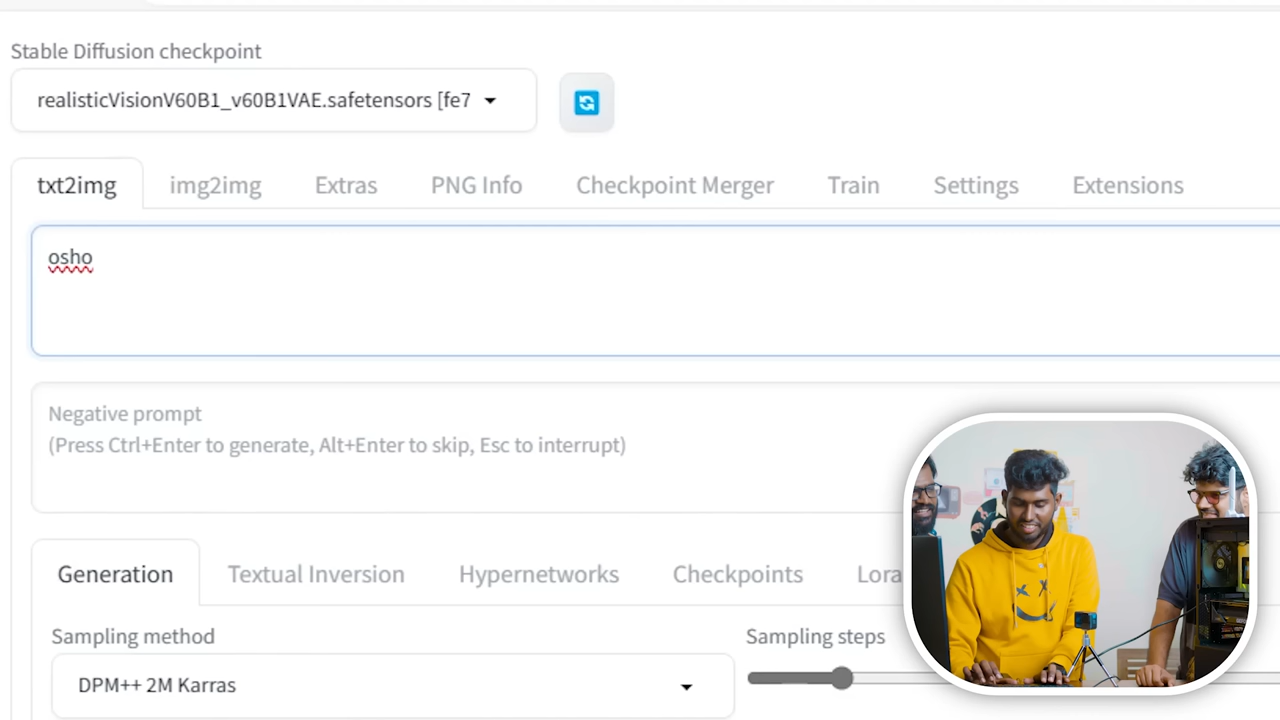 Stable Diffusion checkpoint
realisticVisionV60B1_v60B1VAE.safetensors [fe7
txt2img img2img Extras PNG Info Checkpoint Merger Train Settings Extensions
osho
Negative prompt
(Press Ctrl+Enter to generate, Alt+Enter to skip, Esc to interrupt)
Generation Textual Inversion Hypernetworks Checkpoints Lora
Sampling method
Sampling steps
DPM++ 2M Karras